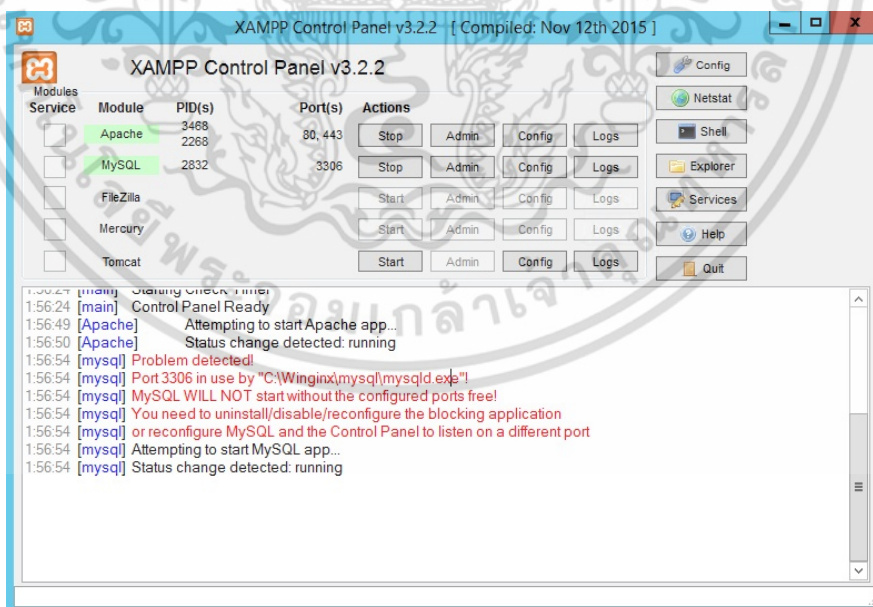 XAMPP Control Panel v3.2.2 [ Compiled: Nov 12th 2015 ]
XAMPP Control Panel v3.2.2
Config
Modules
Service Module PID(s) Port(s) Actions
Netstat
Apache 3468 2268 80, 443 Stop Admin Config Logs
Shell
MySQL 2832 3306 Stop Admin Config Logs
Explorer
FileZilla Start Admin Config Logs
Services
Mercury Start Admin Config Logs
Help
Tomcat Start Admin Config Logs
Quit
1:56:24 [main] Starting Check-Timer
1:56:24 [main] Control Panel Ready
1:56:49 [Apache] Attempting to start Apache app...
1:56:50 [Apache] Status change detected: running
1:56:54 [mysql] Problem detected!
1:56:54 [mysql] Port 3306 in use by "C:\Winginx\mysql\mysqld.exe"!
1:56:54 [mysql] MySQL WILL NOT start without the configured ports free!
1:56:54 [mysql] You need to uninstall/disable/reconfigure the blocking application
1:56:54 [mysql] or reconfigure MySQL and the Control Panel to listen on a different port
1:56:54 [mysql] Attempting to start MySQL app...
1:56:54 [mysql] Status change detected: running